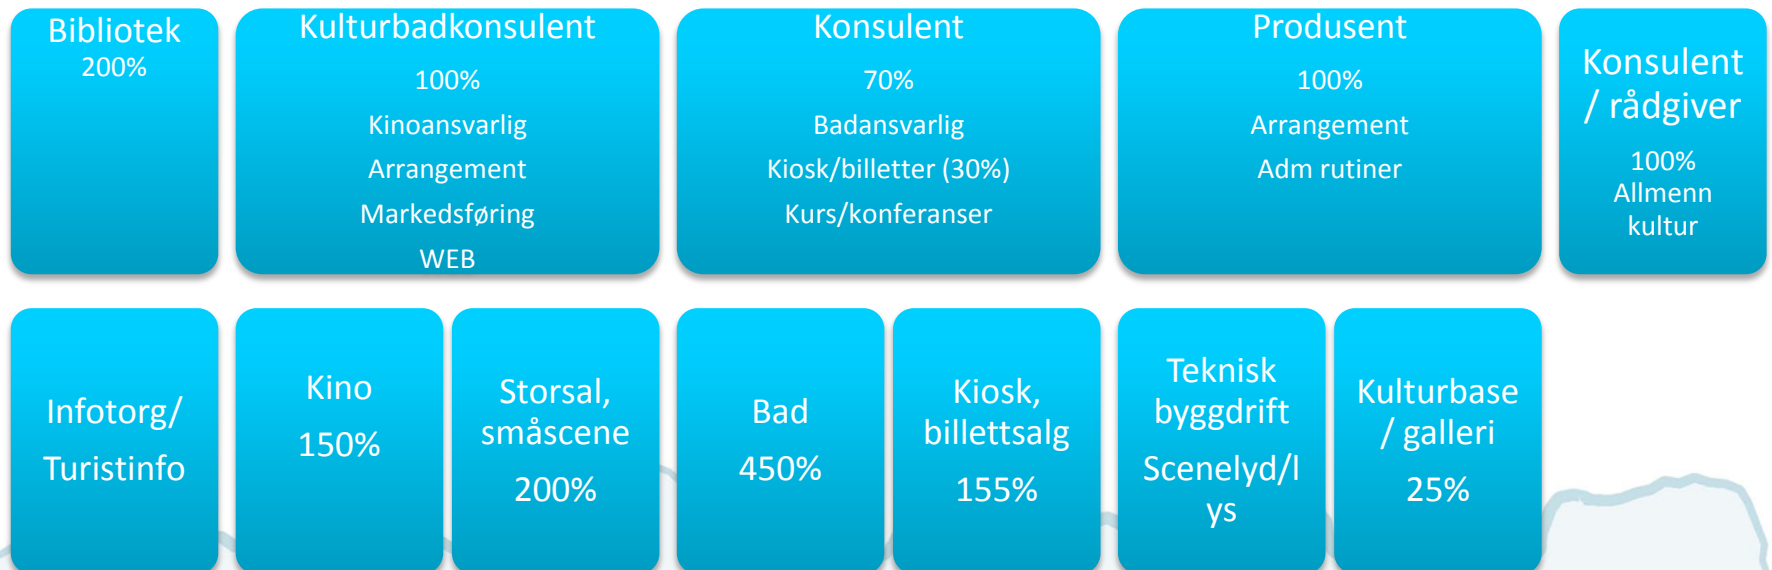 Bibliotek
200%
Kulturbadkonsulent
100%
Kinoansvarlig
Arrangement
Markedsføring
WEB
Konsulent
70%
Badansvarlig
Kiosk/billetter (30%)
Kurs/konferanser
Produsent
100%
Arrangement
Adm rutiner
Konsulent
/ rådgiver
100%
Allmenn
kultur
Infotorg/
Turistinfo
Kino
150%
Storsal,
småscene
200%
Bad
450%
Kiosk,
billettsalg
155%
Teknisk
byggdrift
Scenelyd/l
ys
Kulturbase
/ galleri
25%